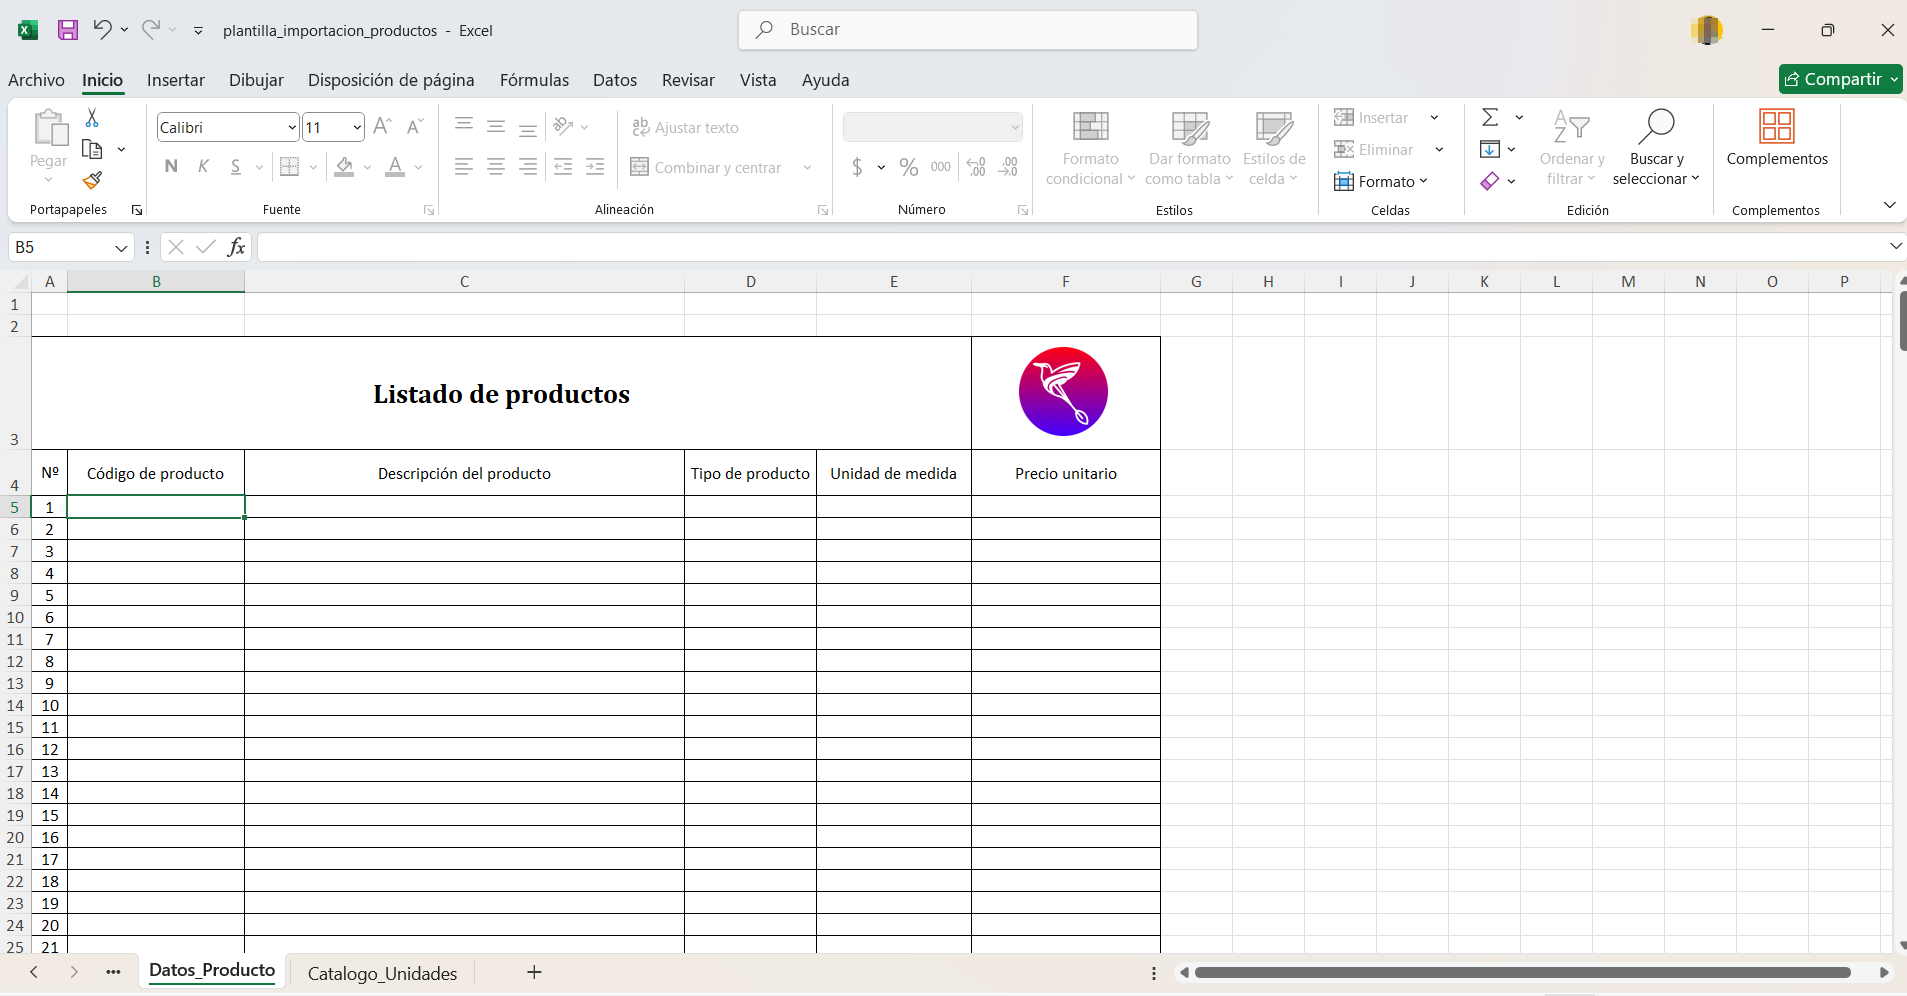 plantilla_importacion_productos - Excel
Buscar
Archivo Inicio Insertar Dibujar Disposición de página Fórmulas Datos Revisar Vista Ayuda Compartir
Pegar
Portapapeles
Calibri 11
N K S A
Fuente
Ajustar texto
Combinar y centrar
Alineación
$ % 000
Número
Formato condicional
Dar formato como tabla
Estilos de celda
Estilos
Insertar
Eliminar
Formato
Celdas
Ordenar y filtrar
Buscar y seleccionar
Edición
Complementos
Complementos
B5 fx
A B C D E F G H I J K L M N O P
1
2
3 Listado de productos
4 Nº Código de producto Descripción del producto Tipo de producto Unidad de medida Precio unitario
5 1
6 2
7 3
8 4
9 5
10 6
11 7
12 8
13 9
14 10
15 11
16 12
17 13
18 14
19 15
20 16
21 17
22 18
23 19
24 20
25 21
Datos_Producto Catalogo_Unidades